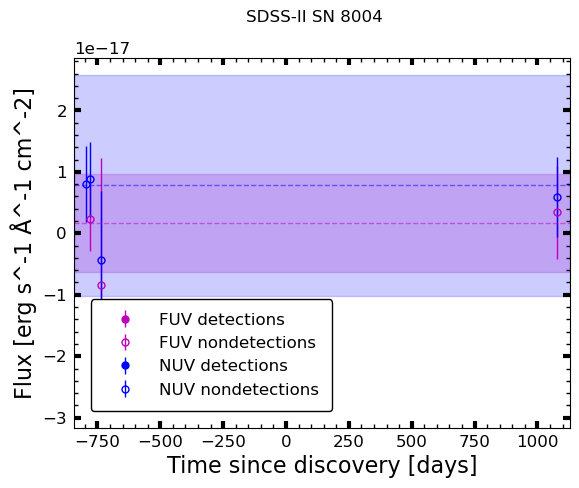 SDSS-II SN 8004
1e−17
Flux [erg s^-1 Å^-1 cm^-2]
2
1
0
−1
−2
−3
FUV detections
FUV nondetections
NUV detections
NUV nondetections
−750 −500 −250 0 250 500 750 1000
Time since discovery [days]